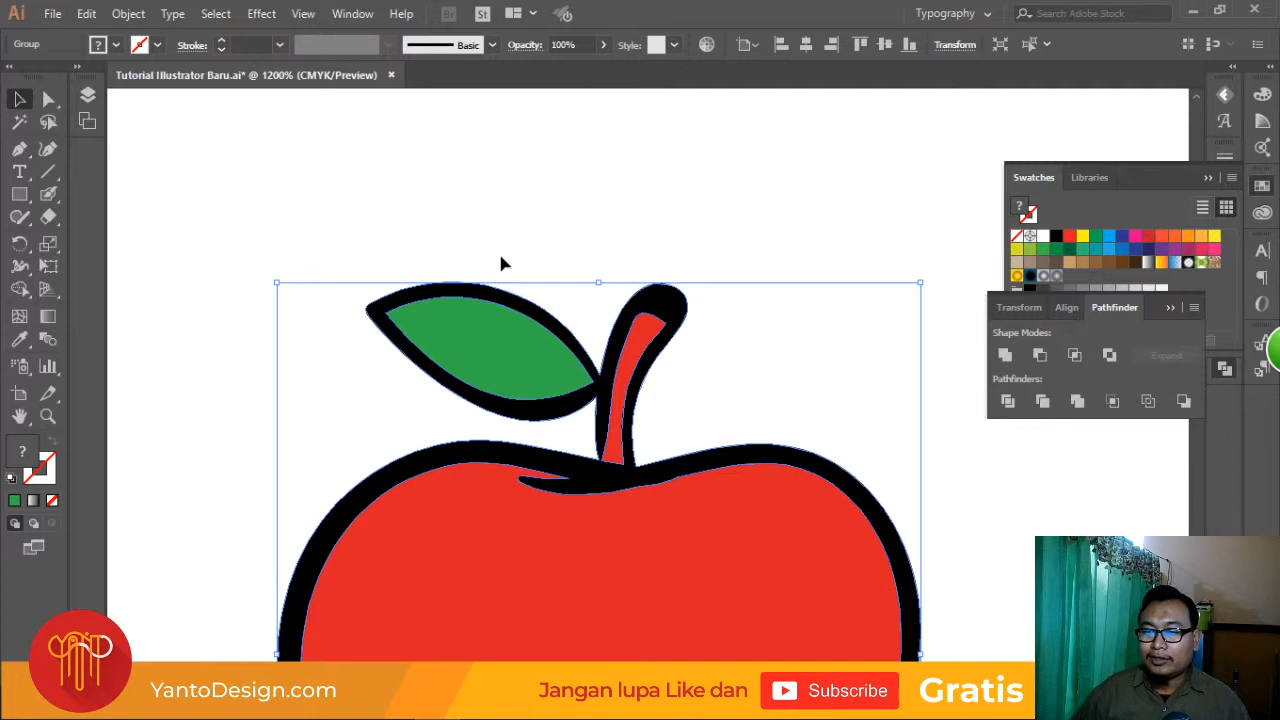 Ai File Edit Object Type Select Effect View Window Help Br St Typography Search Adobe Stock
Group ? Stroke: Basic Opacity: 100% Style: Transform
Tutorial Illustrator Baru.ai* @ 1200% (CMYK/Preview) ×
Swatches Libraries
?
Transform Align Pathfinder
Shape Modes:
Expand
Pathfinders:
?
YantoDesign.com
Jangan lupa Like dan
Subscribe
Gratis